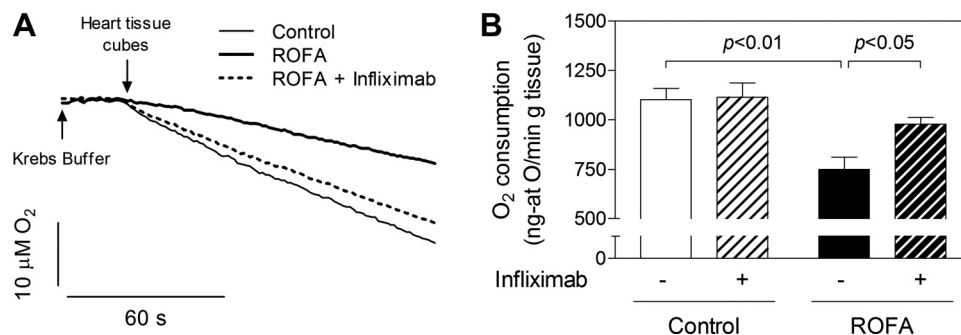 A
Heart tissue
cubes
Control
ROFA
ROFA + Infliximab
Krebs Buffer
10 μM O₂
60 s
B
O₂ consumption
(ng-at O/min g tissue)
1500
1250
1000
750
500
0
p<0.01
p<0.05
Infliximab - + - +
Control ROFA